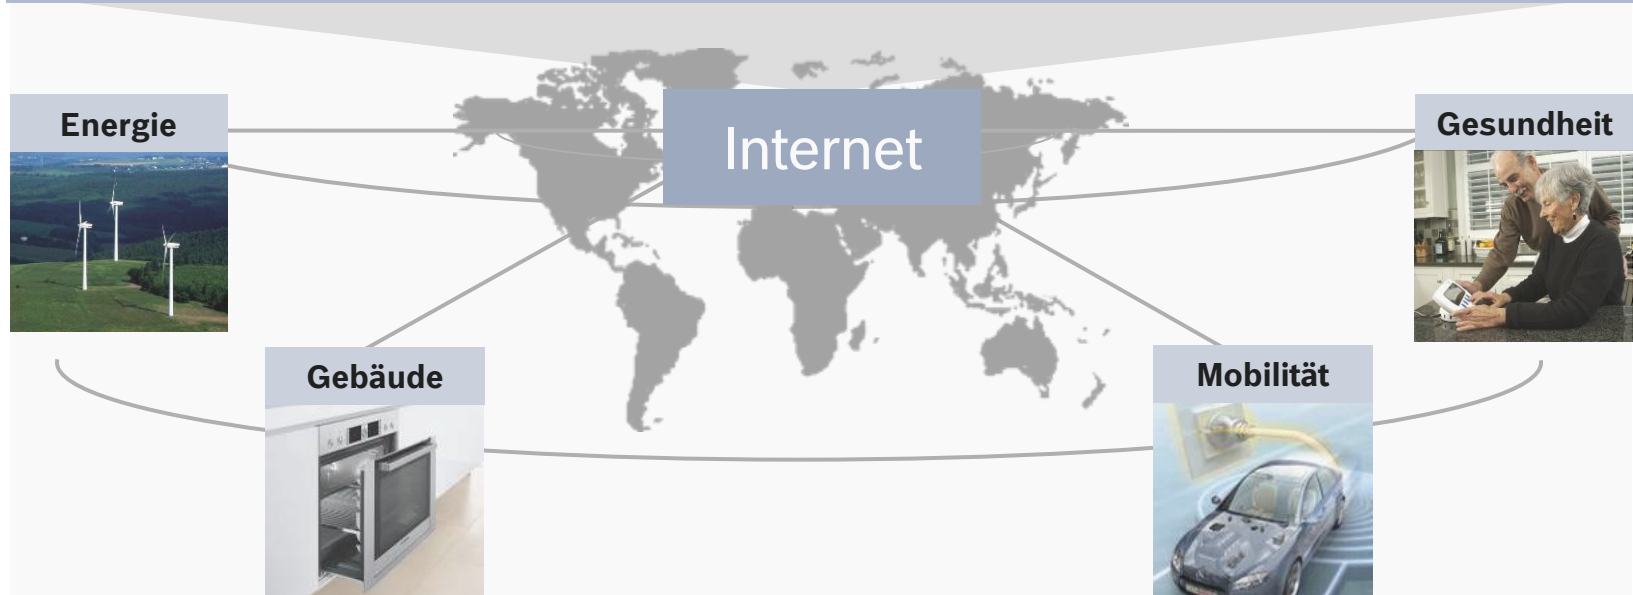 Energie
Internet
Gesundheit
Gebäude
Mobilität